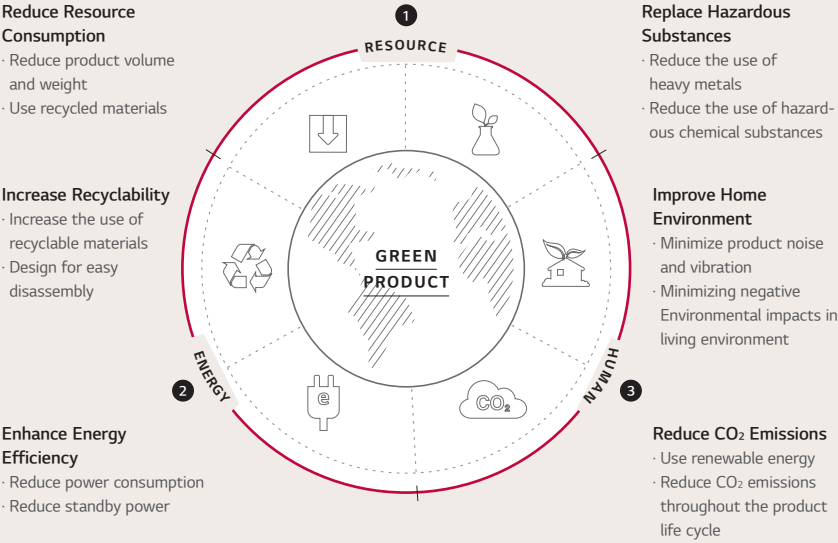 Reduce Resource
Consumption
· Reduce product volume
and weight
· Use recycled materials
Increase Recyclability
· Increase the use of
recyclable materials
· Design for easy
disassembly
Enhance Energy
Efficiency
· Reduce power consumption
· Reduce standby power
1
RESOURCE
GREEN
PRODUCT
2
ENERGY
e
3
HUMAN
CO₂
Replace Hazardous
Substances
· Reduce the use of
heavy metals
· Reduce the use of hazard-
ous chemical substances
Improve Home
Environment
· Minimize product noise
and vibration
· Minimizing negative
Environmental impacts in
living environment
Reduce CO₂ Emissions
· Use renewable energy
· Reduce CO₂ emissions
throughout the product
life cycle